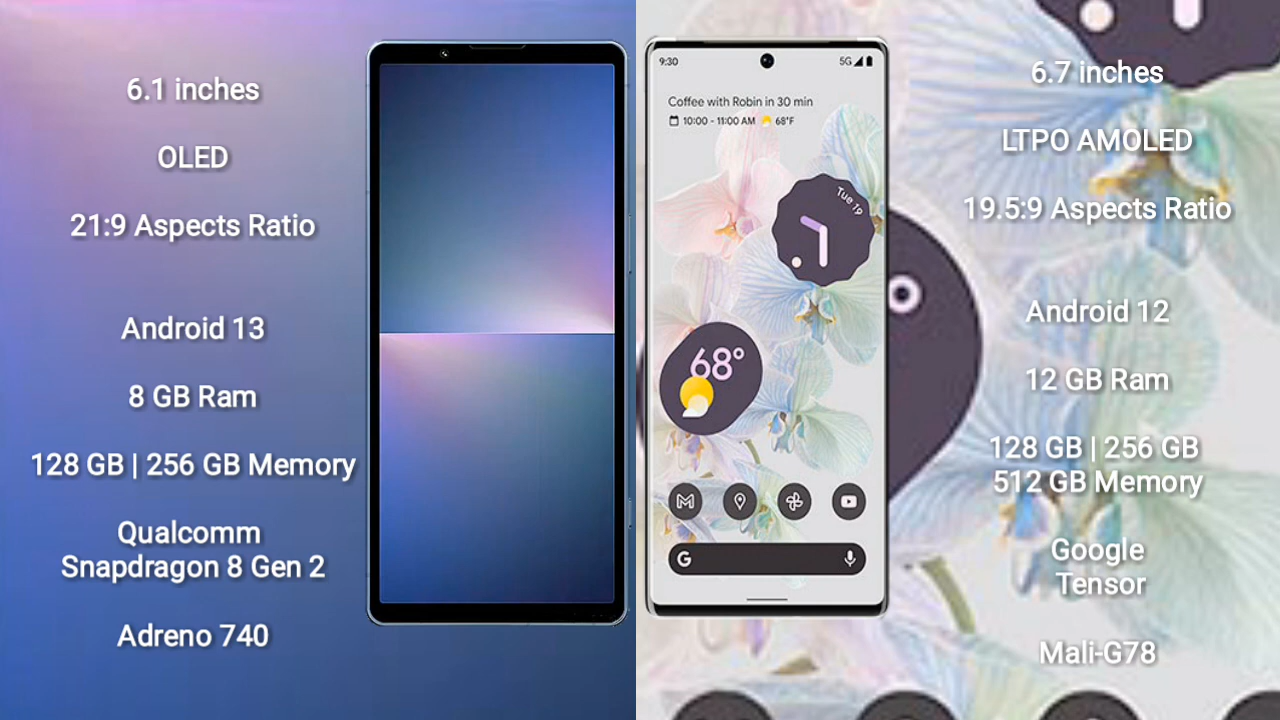 6.1 inches
OLED
21:9 Aspects Ratio
Android 13
8 GB Ram
128 GB | 256 GB Memory
Qualcomm
Snapdragon 8 Gen 2
Adreno 740
9:30
5G
Coffee with Robin in 30 min
10:00 - 11:00 AM 68°F
Tue 19
68°
G
6.7 inches
LTPO AMOLED
19.5:9 Aspects Ratio
Android 12
12 GB Ram
128 GB | 256 GB
512 GB Memory
Google
Tensor
Mali-G78